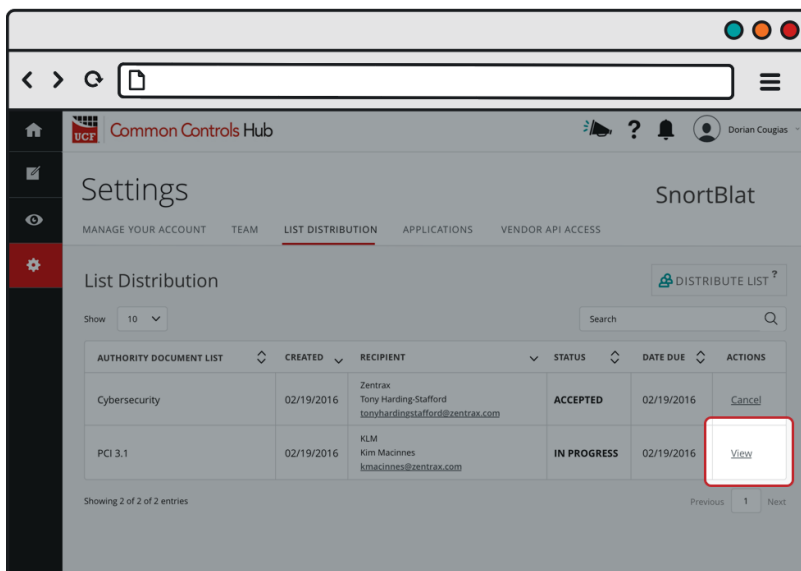 UCF Common Controls Hub ? Dorian Cougias
Settings
SnortBlat
MANAGE YOUR ACCOUNT TEAM LIST DISTRIBUTION APPLICATIONS VENDOR API ACCESS
List Distribution
DISTRIBUTE LIST ?
Show 10 Search
AUTHORITY DOCUMENT LIST CREATED RECIPIENT STATUS DATE DUE ACTIONS
Zentrax
Cybersecurity 02/19/2016 Tony Harding-Stafford ACCEPTED 02/19/2016 Cancel
tonyhardingstafford@zentrax.com
KLM
PCI 3.1 02/19/2016 Kim Macinnes IN PROGRESS 02/19/2016 View
kmacinnes@zentrax.com
Showing 2 of 2 of 2 entries Previous 1 Next